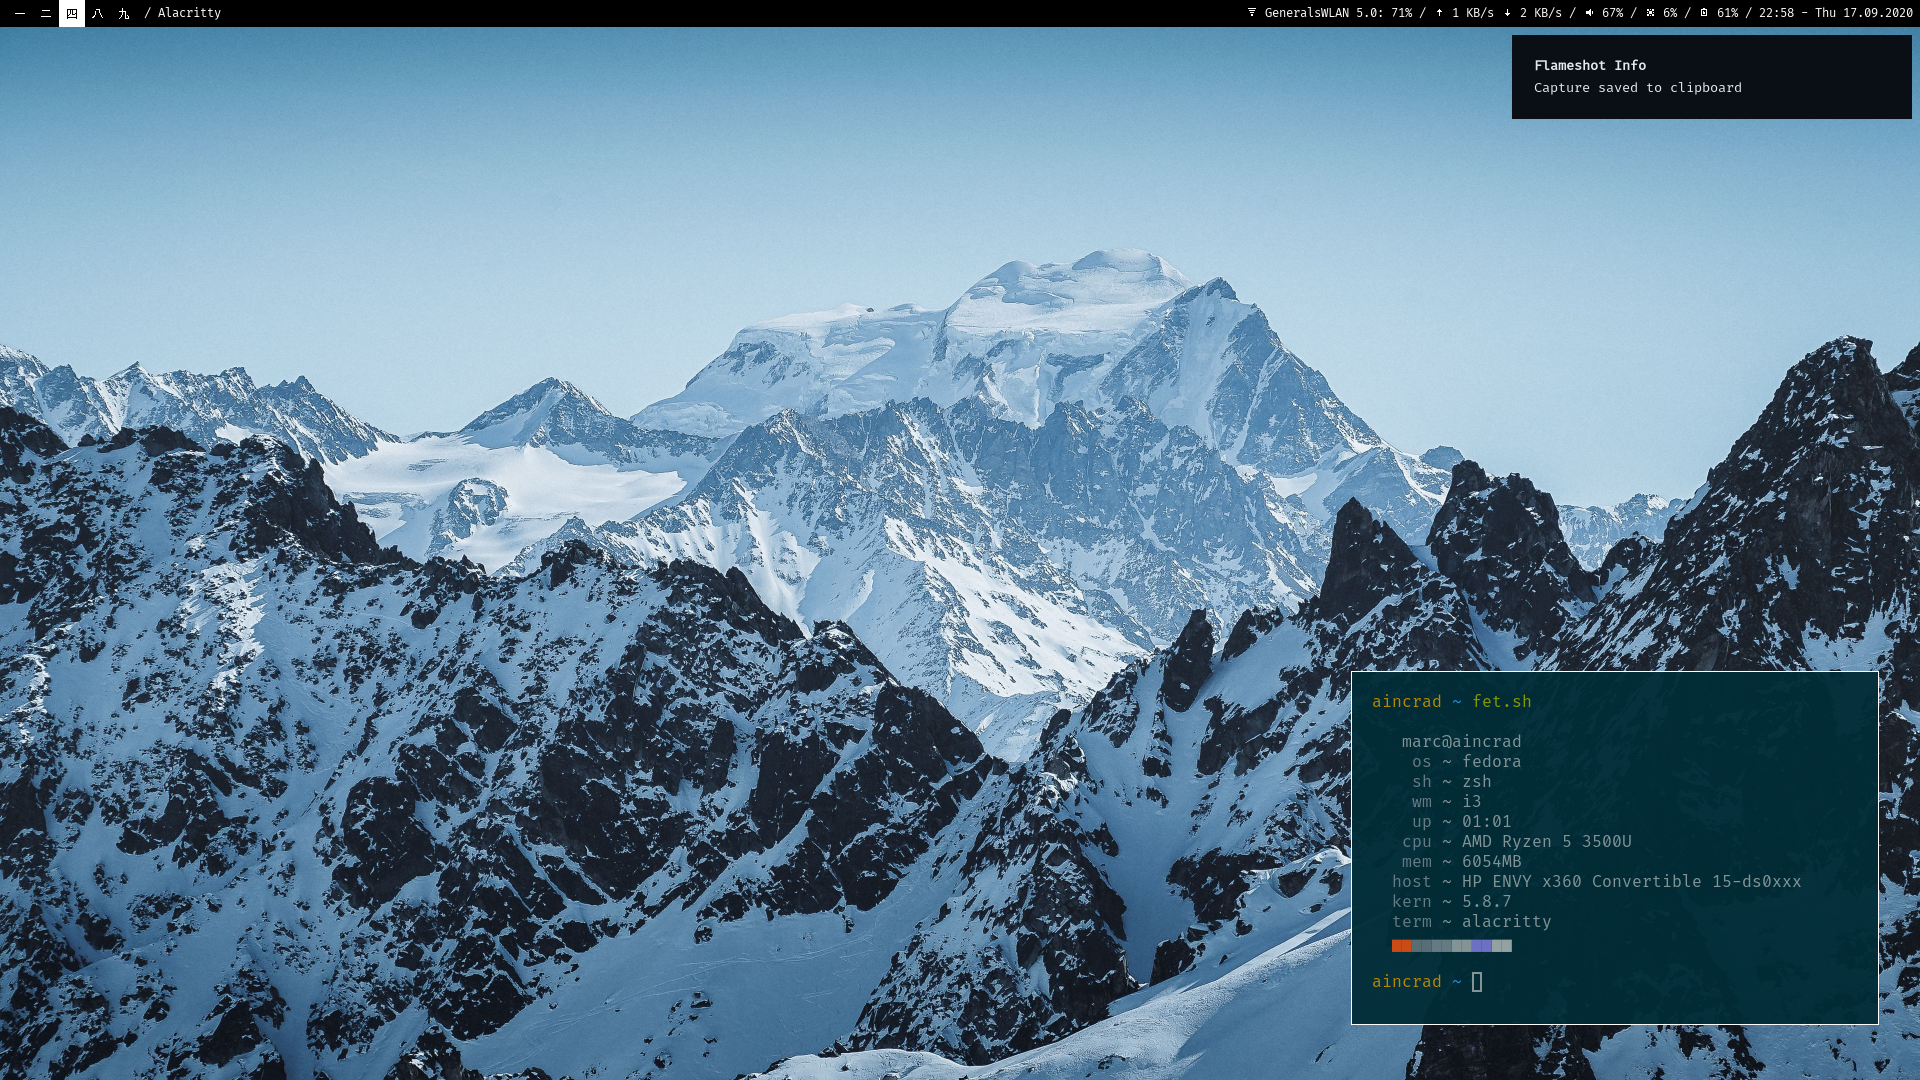 一 二 四 八 九 / Alacritty
GeneralsWLAN 5.0: 71% / ↑ 1 KB/s ↓ 2 KB/s / 67% / 6% / 61% / 22:58 - Thu 17.09.2020
Flameshot Info
Capture saved to clipboard
aincrad ~ fet.sh
marc@aincrad
os ~ fedora
sh ~ zsh
wm ~ i3
up ~ 01:01
cpu ~ AMD Ryzen 5 3500U
mem ~ 6054MB
host ~ HP ENVY x360 Convertible 15-ds0xxx
kern ~ 5.8.7
term ~ alacritty
aincrad ~